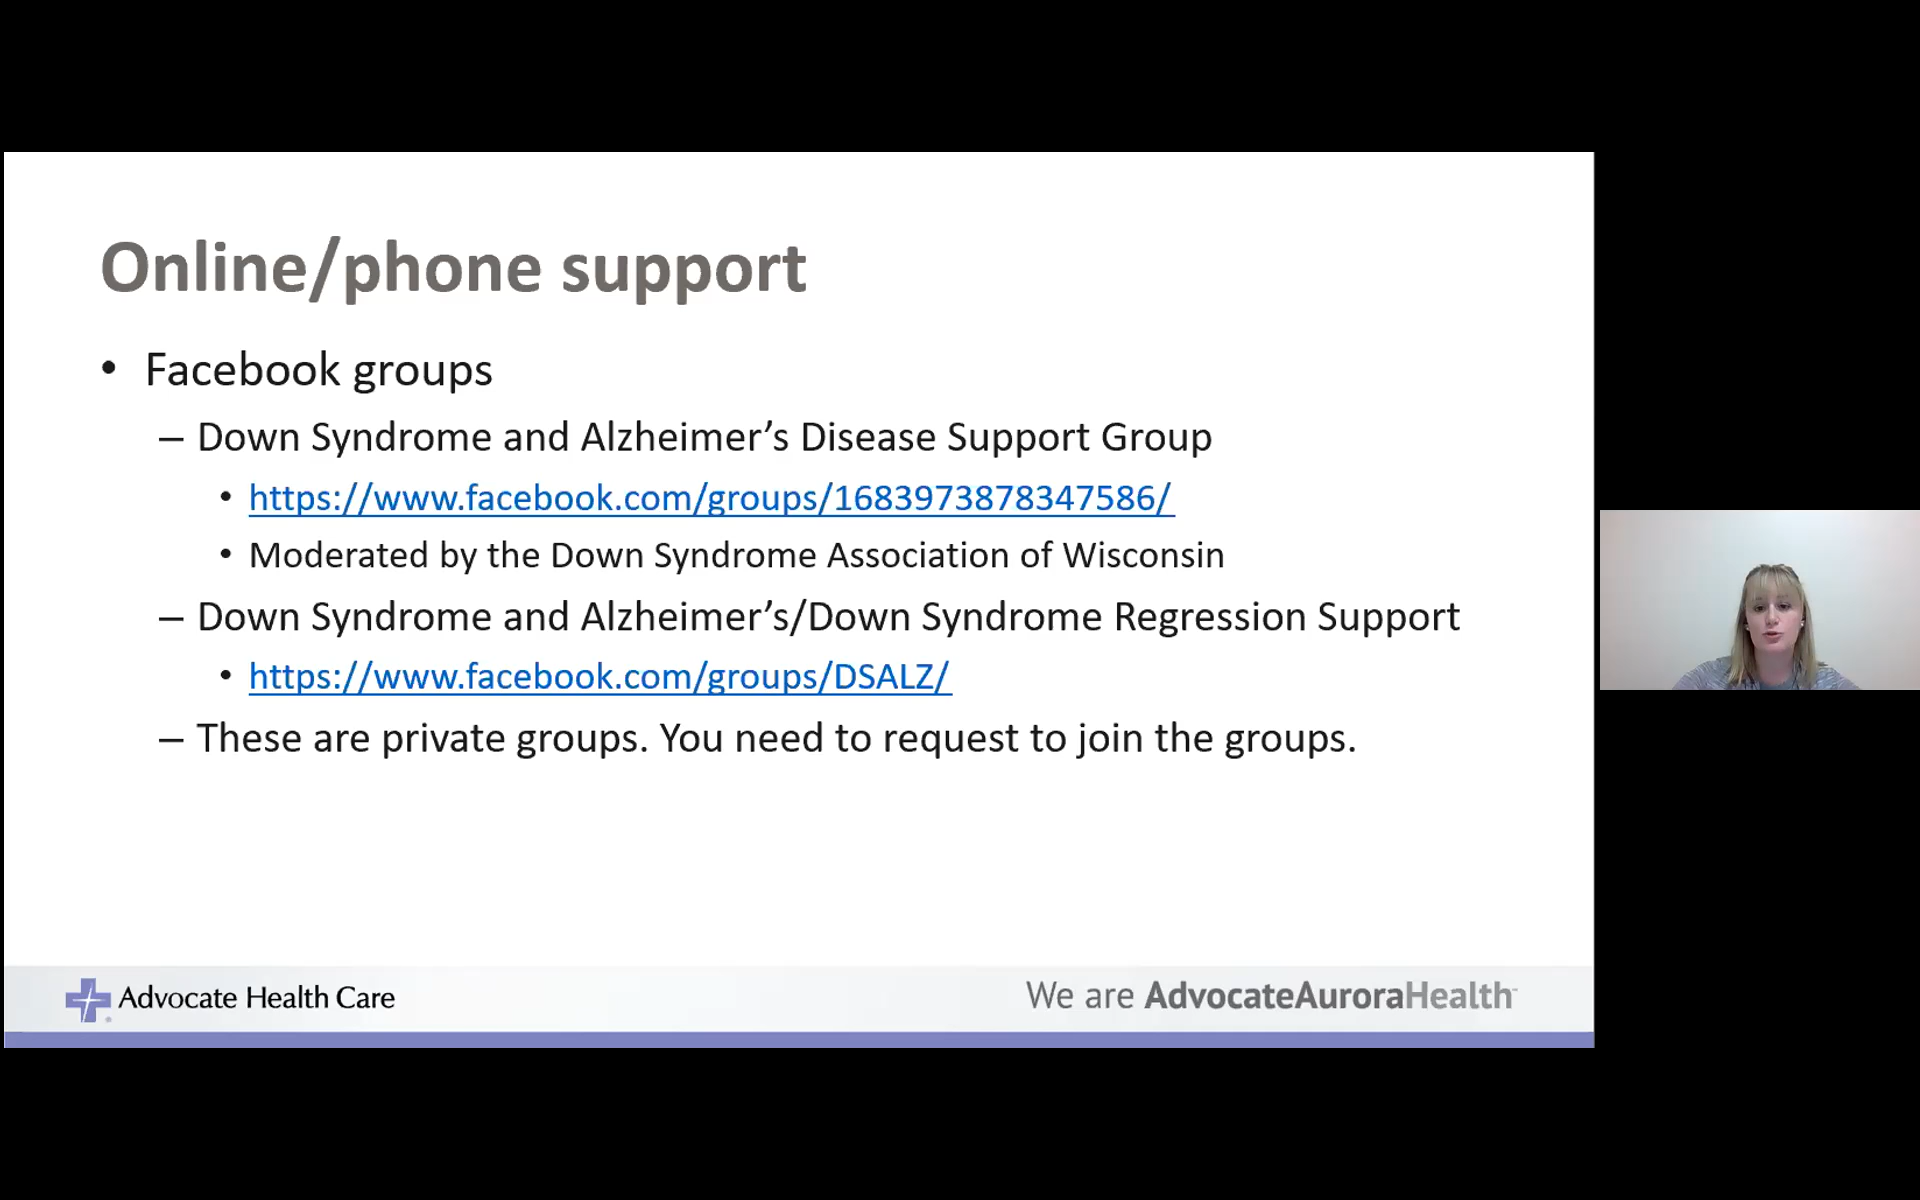 Online/phone support
• Facebook groups
– Down Syndrome and Alzheimer’s Disease Support Group
• https://www.facebook.com/groups/1683973878347586/
• Moderated by the Down Syndrome Association of Wisconsin
– Down Syndrome and Alzheimer’s/Down Syndrome Regression Support
• https://www.facebook.com/groups/DSALZ/
– These are private groups. You need to request to join the groups.
Advocate Health Care
We are AdvocateAuroraHealth